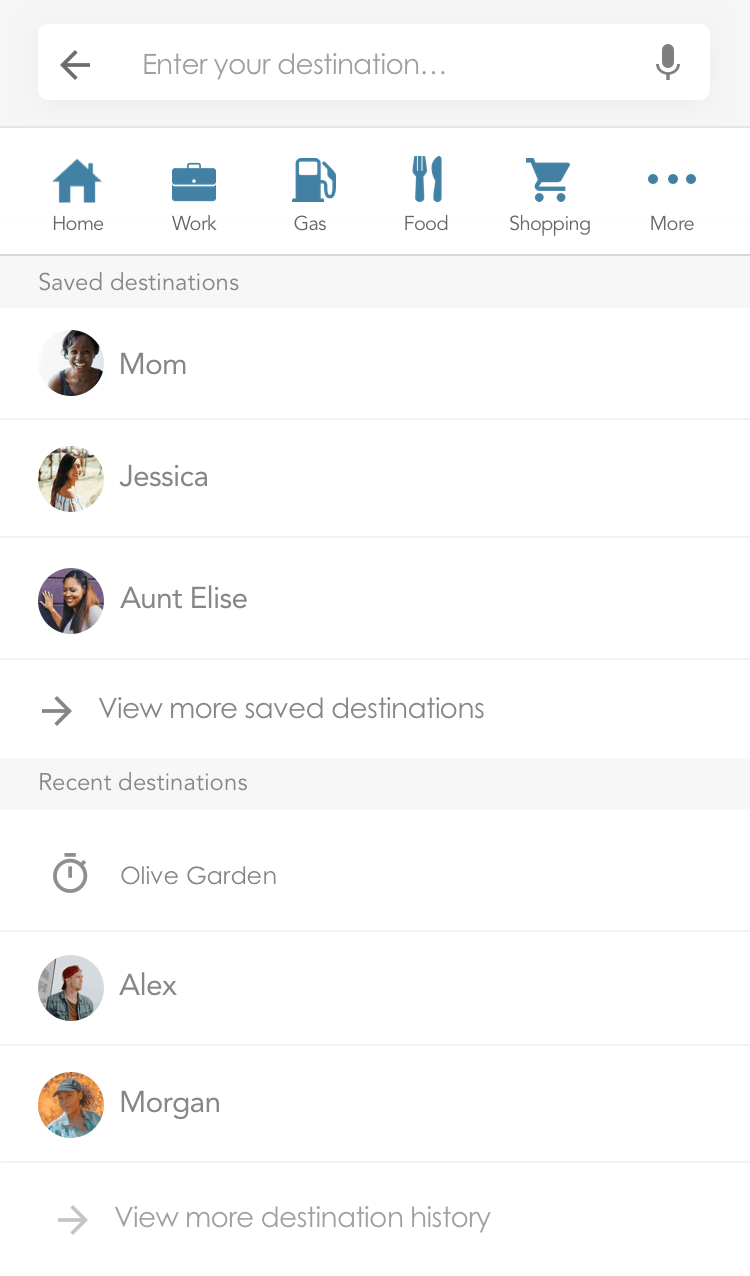 Enter your destination...
Home Work Gas Food Shopping More
Saved destinations
Mom
Jessica
Aunt Elise
View more saved destinations
Recent destinations
Olive Garden
Alex
Morgan
View more destination history